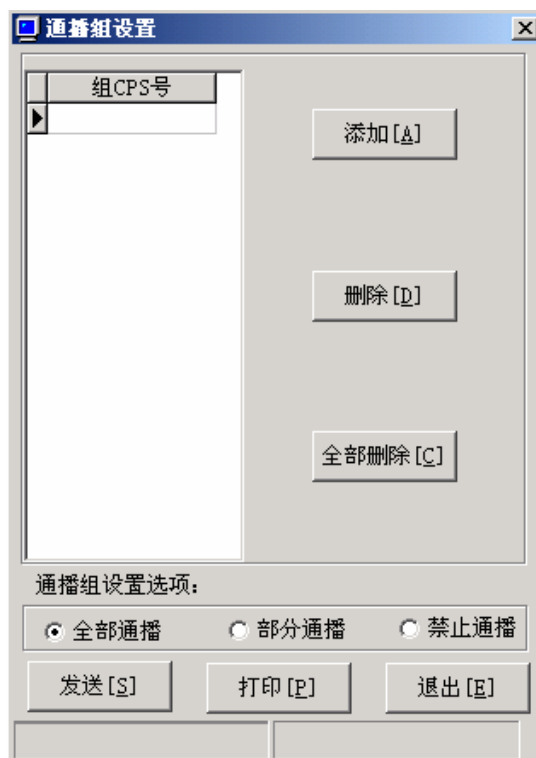 通播组设置
组CPS号
添加[A]
删除[D]
全部删除[C]
通播组设置选项：
全部通播 部分通播 禁止通播
发送[S] 打印[P] 退出[E]